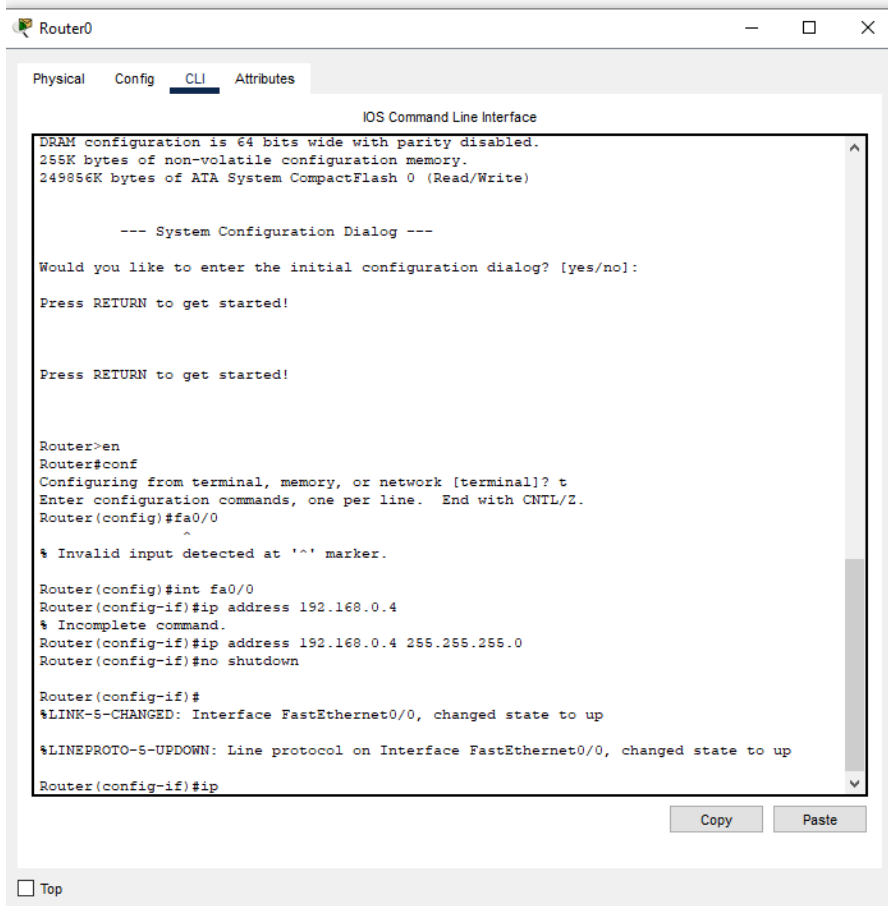 Router0
Physical Config CLI Attributes
IOS Command Line Interface
DRAM configuration is 64 bits wide with parity disabled.
255K bytes of non-volatile configuration memory.
249856K bytes of ATA System CompactFlash 0 (Read/Write)
--- System Configuration Dialog ---
Would you like to enter the initial configuration dialog? [yes/no]:
Press RETURN to get started!
Press RETURN to get started!
Router>en
Router#conf
Configuring from terminal, memory, or network [terminal]? t
Enter configuration commands, one per line.  End with CNTL/Z.
Router(config)#fa0/0
^
% Invalid input detected at '^' marker.
Router(config)#int fa0/0
Router(config-if)#ip address 192.168.0.4
% Incomplete command.
Router(config-if)#ip address 192.168.0.4 255.255.255.0
Router(config-if)#no shutdown
Router(config-if)#
%LINK-5-CHANGED: Interface FastEthernet0/0, changed state to up
%LINEPROTO-5-UPDOWN: Line protocol on Interface FastEthernet0/0, changed state to up
Router(config-if)#ip
Copy Paste
Top